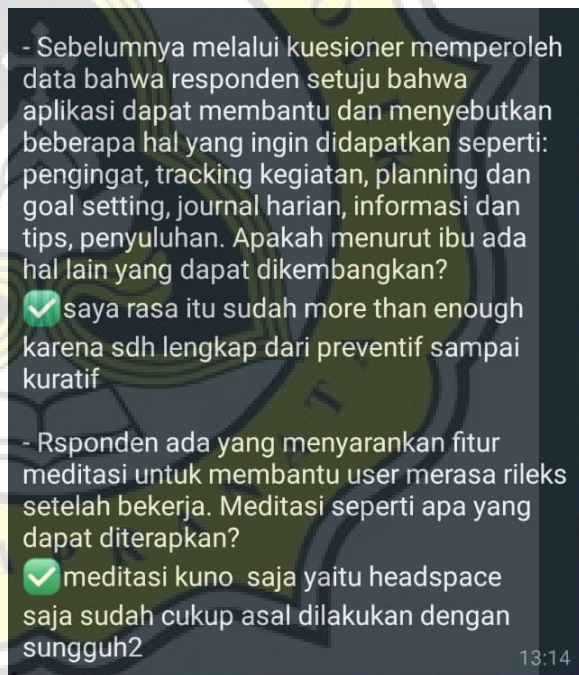 - Sebelumnya melalui kuesioner memperoleh
data bahwa responden setuju bahwa
aplikasi dapat membantu dan menyebutkan
beberapa hal yang ingin didapatkan seperti:
pengingat, tracking kegiatan, planning dan
goal setting, journal harian, informasi dan
tips, penyuluhan. Apakah menurut ibu ada
hal lain yang dapat dikembangkan?
✅saya rasa itu sudah more than enough
karena sdh lengkap dari preventif sampai
kuratif

- Rsponden ada yang menyarankan fitur
meditasi untuk membantu user merasa rileks
setelah bekerja. Meditasi seperti apa yang
dapat diterapkan?
✅meditasi kuno saja yaitu headspace
saja sudah cukup asal dilakukan dengan
sungguh2
13:14